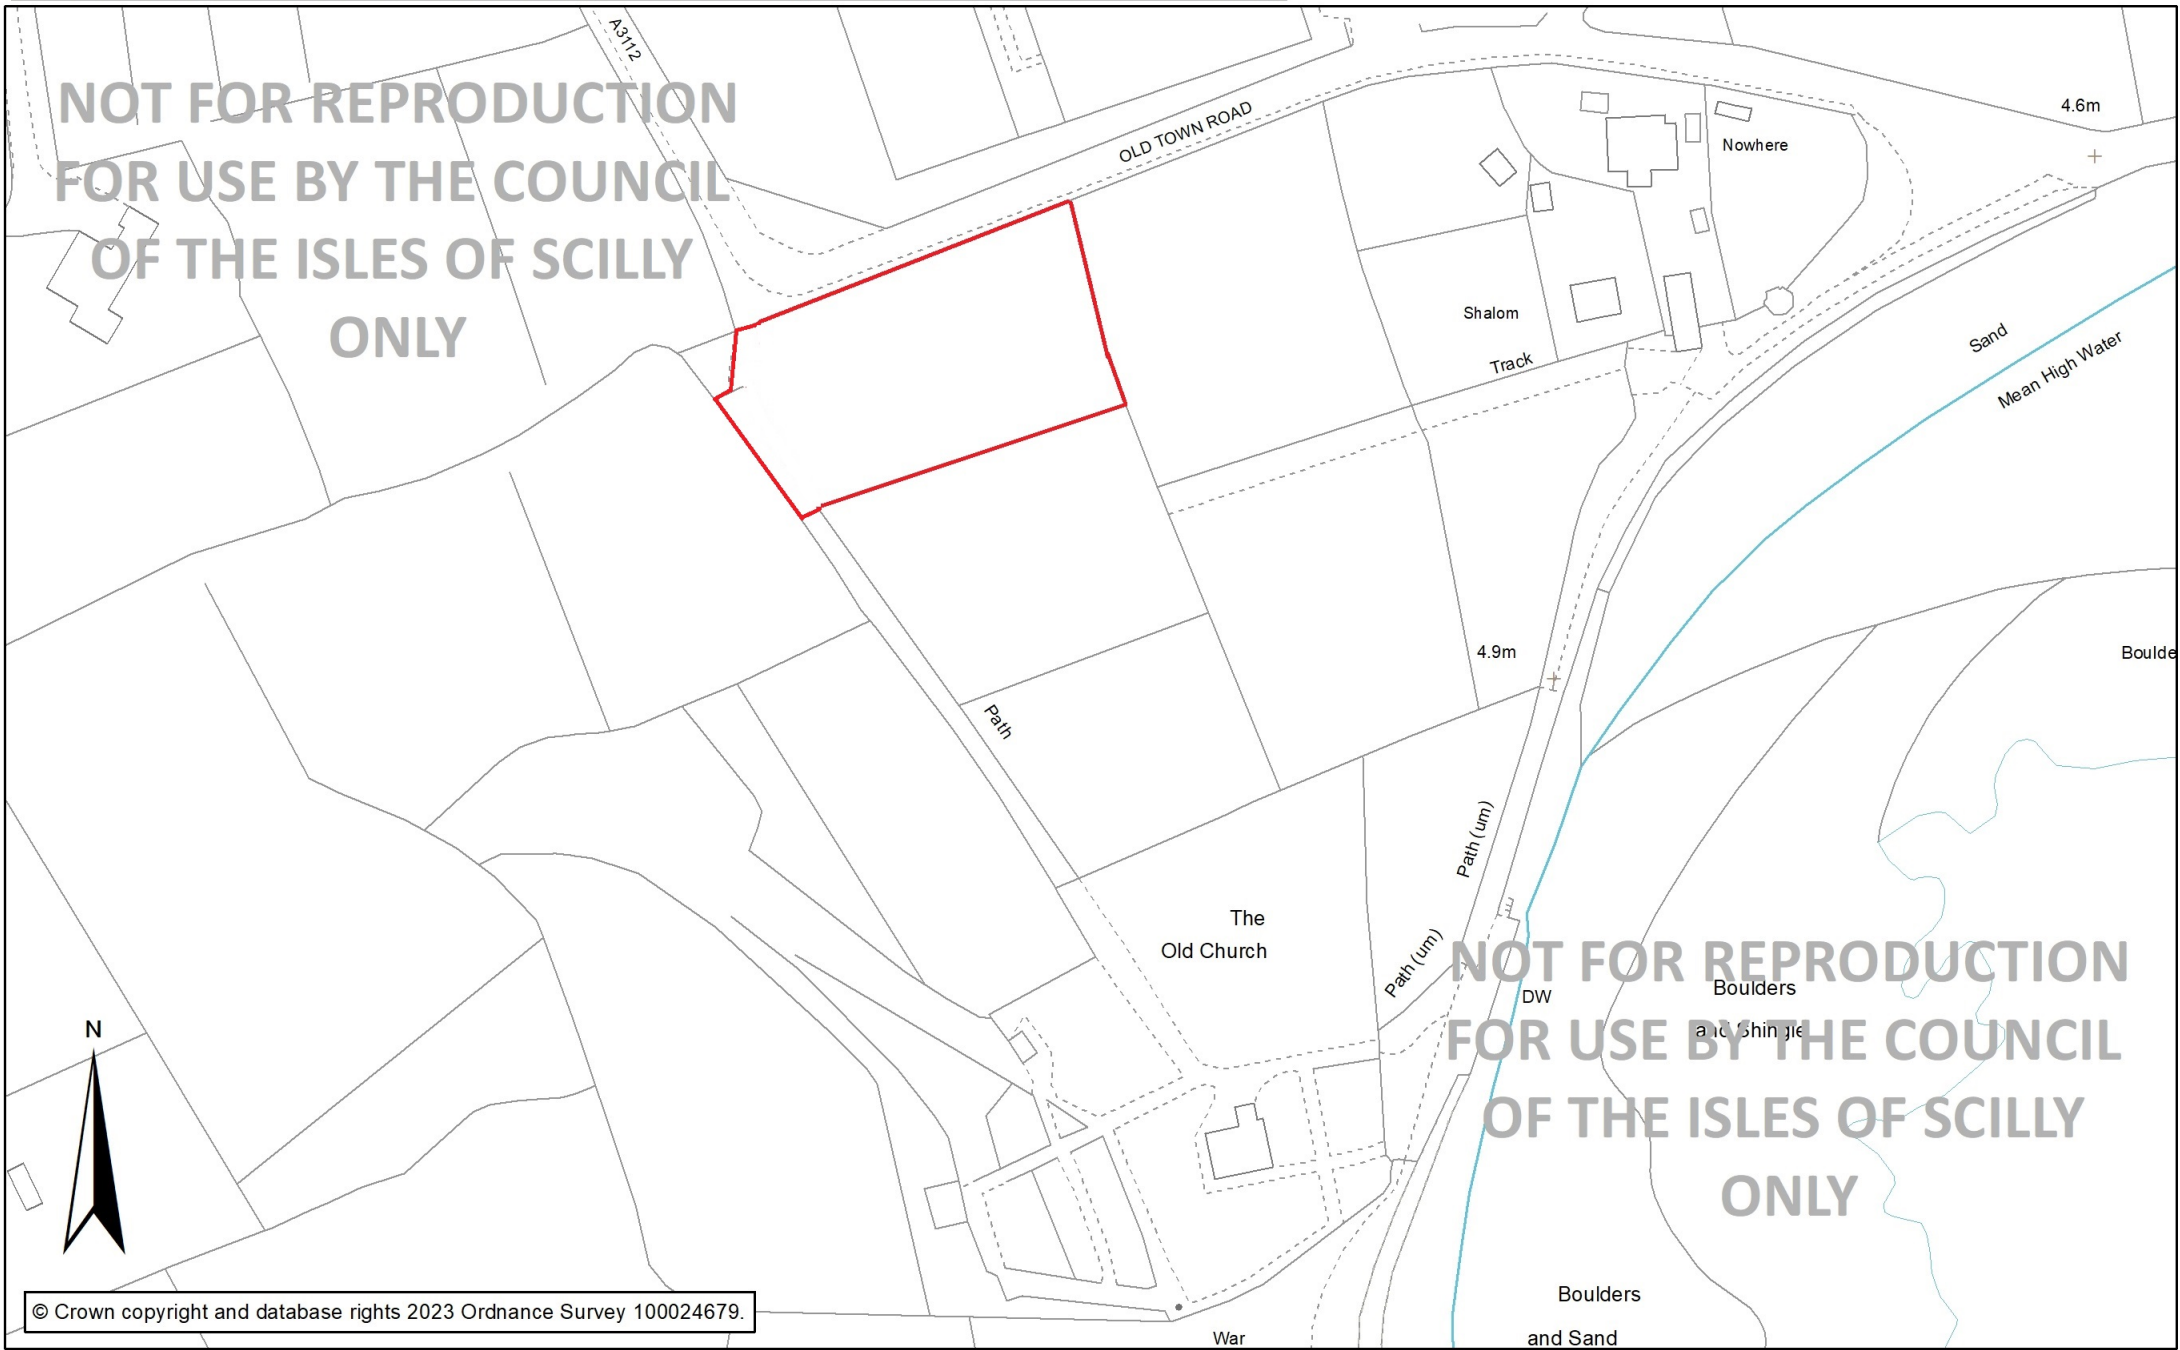 A3112
NOT FOR REPRODUCTION
FOR USE BY THE COUNCIL
OF THE ISLES OF SCILLY
ONLY
OLD TOWN ROAD
4.6m
Nowhere
Shalom
Track
Sand
Mean High Water
4.9m
Boulde
Path
Path (um)
The
Old Church
Path (um)
NOT FOR REPRODUCTION
FOR USE BY THE COUNCIL
OF THE ISLES OF SCILLY
ONLY
DW
Boulders
and Shingle
N
Boulders
and Sand
War
© Crown copyright and database rights 2023 Ordnance Survey 100024679.